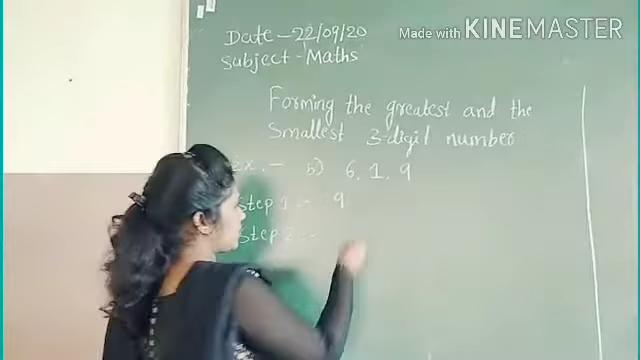 Made with KINEMASTER
Date - 22/09/20
Subject - Maths
Forming the greatest and the
Smallest 3-digit number
Ex. - b) 6, 1, 9
Step 1 - 9
Step 2 -